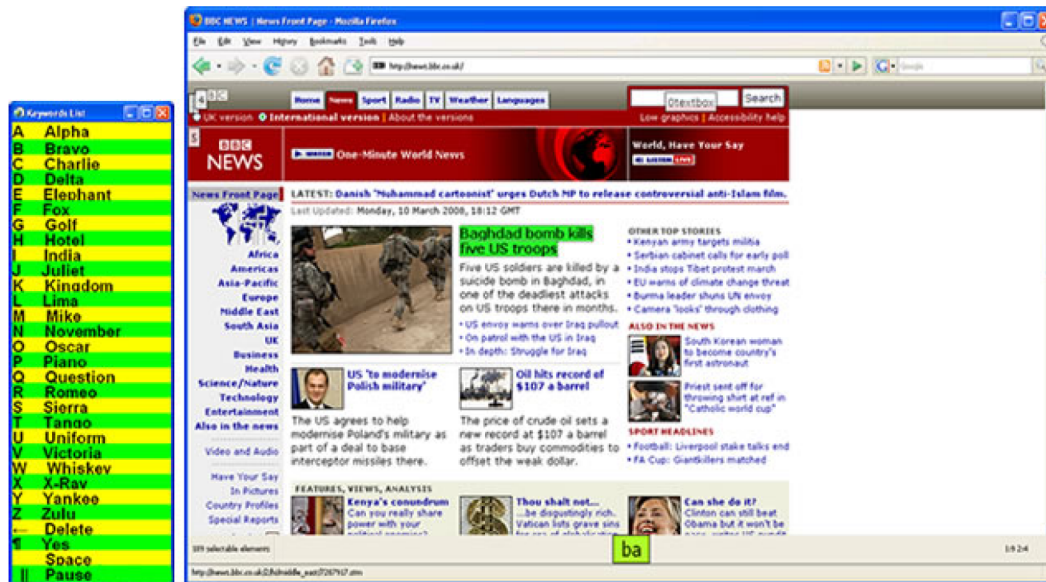 Keywords List
A Alpha
B Bravo
C Charlie
D Delta
E Elephant
F Fox
G Golf
H Hotel
I India
J Juliet
K Kingdom
L Lima
M Mike
N November
O Oscar
P Piano
Q Question
R Romeo
S Sierra
T Tango
U Uniform
V Victoria
W Whiskey
X X-Ray
Y Yankee
Z Zulu
← Delete
¶ Yes
Space
|| Pause
BBC NEWS | News Front Page - Mozilla Firefox
File Edit View History Bookmarks Tools Help
http://news.bbc.co.uk/
Google
4 BC
Home News Sport Radio TV Weather Languages
0textbox
Search
UK version International version | About the versions
Low graphics | Accessibility help
5
BBC
NEWS
WATCH One-Minute World News
World, Have Your Say
LISTEN LIVE
News Front Page
Africa
Americas
Asia-Pacific
Europe
Middle East
South Asia
UK
Business
Health
Science/Nature
Technology
Entertainment
Also in the news
Video and Audio
Have Your Say
In Pictures
Country Profiles
Special Reports
LATEST: Danish 'Muhammad cartoonist' urges Dutch MP to release controversial anti-Islam film.
Last Updated: Monday, 10 March 2008, 18:12 GMT
Baghdad bomb kills
five US troops
Five US soldiers are killed by a
suicide bomb in Baghdad, in
one of the deadliest attacks
on US troops there in months.
• US envoy warns over Iraq pullout
• On patrol with the US in Iraq
• In depth: Struggle for Iraq
US 'to modernise
Polish military'
The US agrees to help
modernise Poland's military as
part of a deal to base
interceptor missiles there.
Oil hits record of
$107 a barrel
The price of crude oil sets a
new record at $107 a barrel
as traders buy commodities to
offset the weak dollar.
OTHER TOP STORIES
• Kenyan army targets militia
• Serbian cabinet calls for early poll
• India stops Tibet protest march
• EU warns of climate change threat
• Burma leader shuns UN envoy
• Camera 'looks' through clothing
ALSO IN THE NEWS
South Korean woman
to become country's
first astronaut
Priest sent off for
throwing shirt at ref in
"Catholic world cup"
SPORT HEADLINES
• Football: Liverpool stake talks end
• FA Cup: Giantkillers matched
FEATURES, VIEWS, ANALYSIS
Kenya's conundrum
Can you really share
power with your
political enemies?
Thou shalt not...
...be disgustingly rich.
Vatican lists grave sins
Can she do it?
Clinton can still beat
Obama but it won't be
189 selectable elements
ba
1:9 2:4